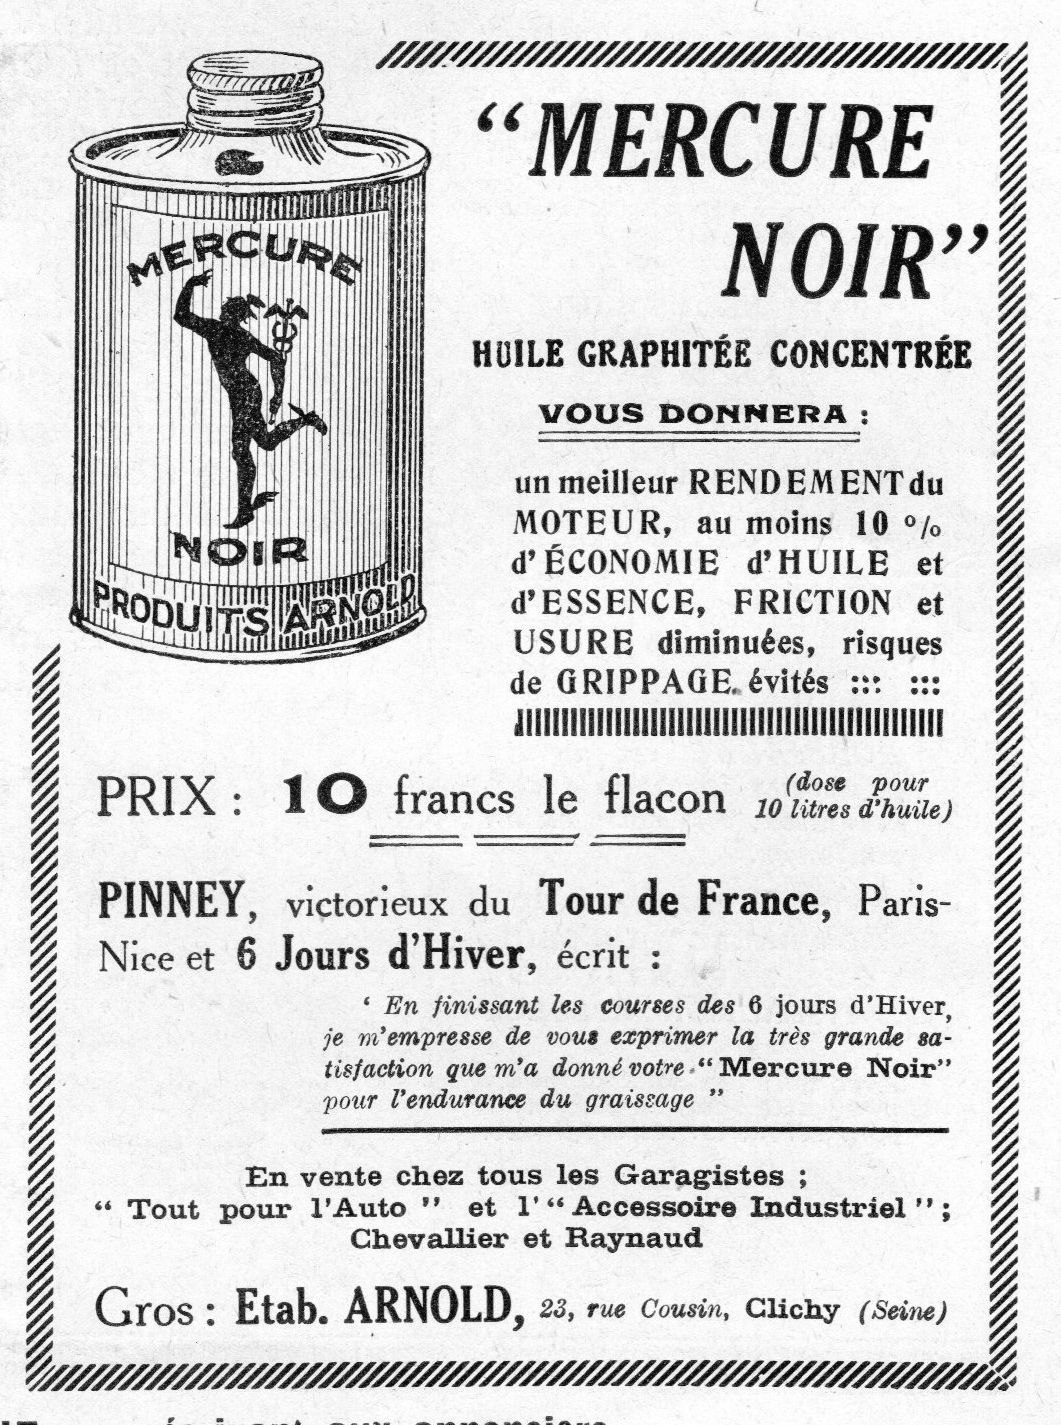 MERCURE
NOIR
PRODUITS ARNOLD
“MERCURE
NOIR”
HUILE GRAPHITÉE CONCENTRÉE
VOUS DONNERA :
un meilleur RENDEMENT du
MOTEUR, au moins 10 %
d'ÉCONOMIE d'HUILE et
d'ESSENCE, FRICTION et
USURE diminuées, risques
de GRIPPAGE évités ::: :::
PRIX : 10 francs le flacon (dose pour
10 litres d'huile)
PINNEY, victorieux du Tour de France, Paris-
Nice et 6 Jours d'Hiver, écrit :
‘ En finissant les courses des 6 jours d'Hiver,
je m'empresse de vous exprimer la très grande sa-
tisfaction que m'a donné votre “Mercure Noir”
pour l'endurance du graissage ”
En vente chez tous les Garagistes ;
“ Tout pour l'Auto ” et l' “ Accessoire Industriel ” ;
Chevallier et Raynaud
Gros : Etab. ARNOLD, 23, rue Cousin, Clichy (Seine)